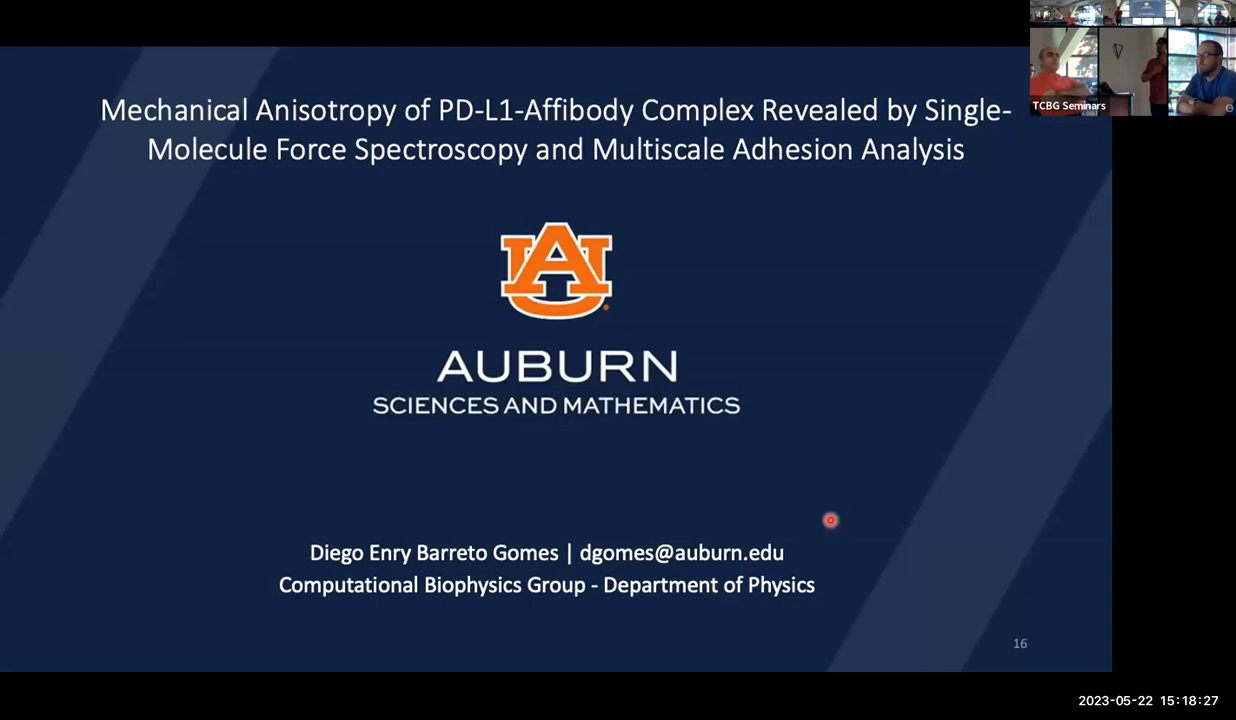 Mechanical Anisotropy of PD-L1-Affibody Complex Revealed by Single-
Molecule Force Spectroscopy and Multiscale Adhesion Analysis
TCBG Seminars
AU
AUBURN
SCIENCES AND MATHEMATICS
Diego Enry Barreto Gomes | dgomes@auburn.edu
Computational Biophysics Group - Department of Physics
16
2023-05-22 15:18:27